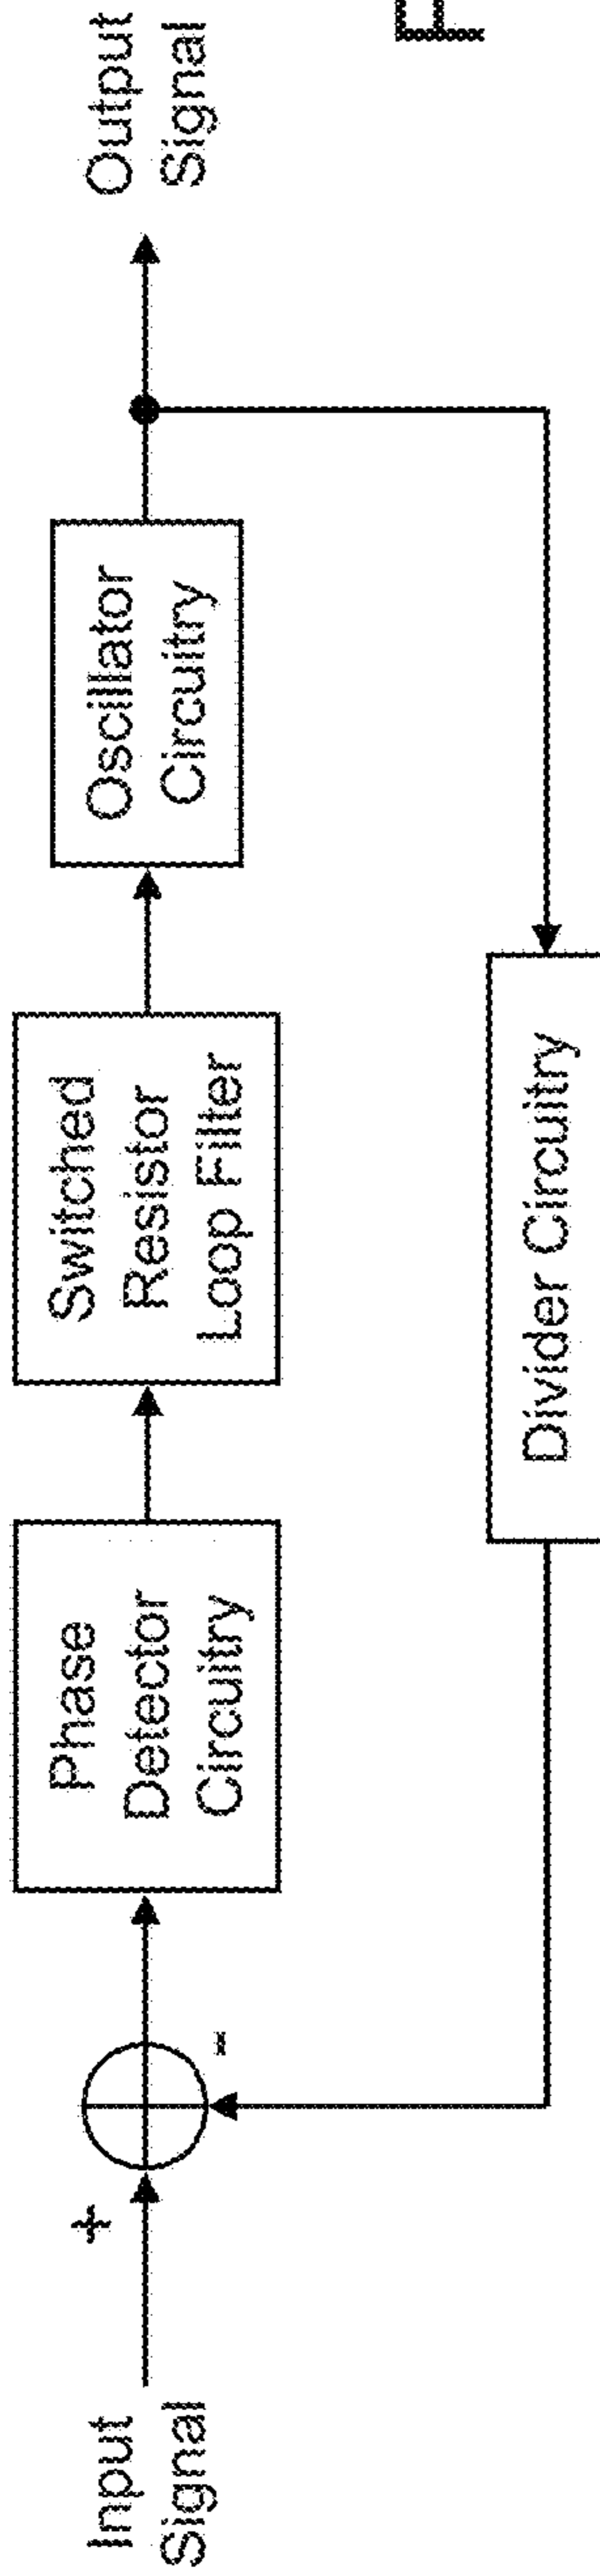 Input
Signal
+
-
Phase
Detector
Circuitry
Switched
Resistor
Loop Filter
Oscillator
Circuitry
Output
Signal
Divider Circuitry